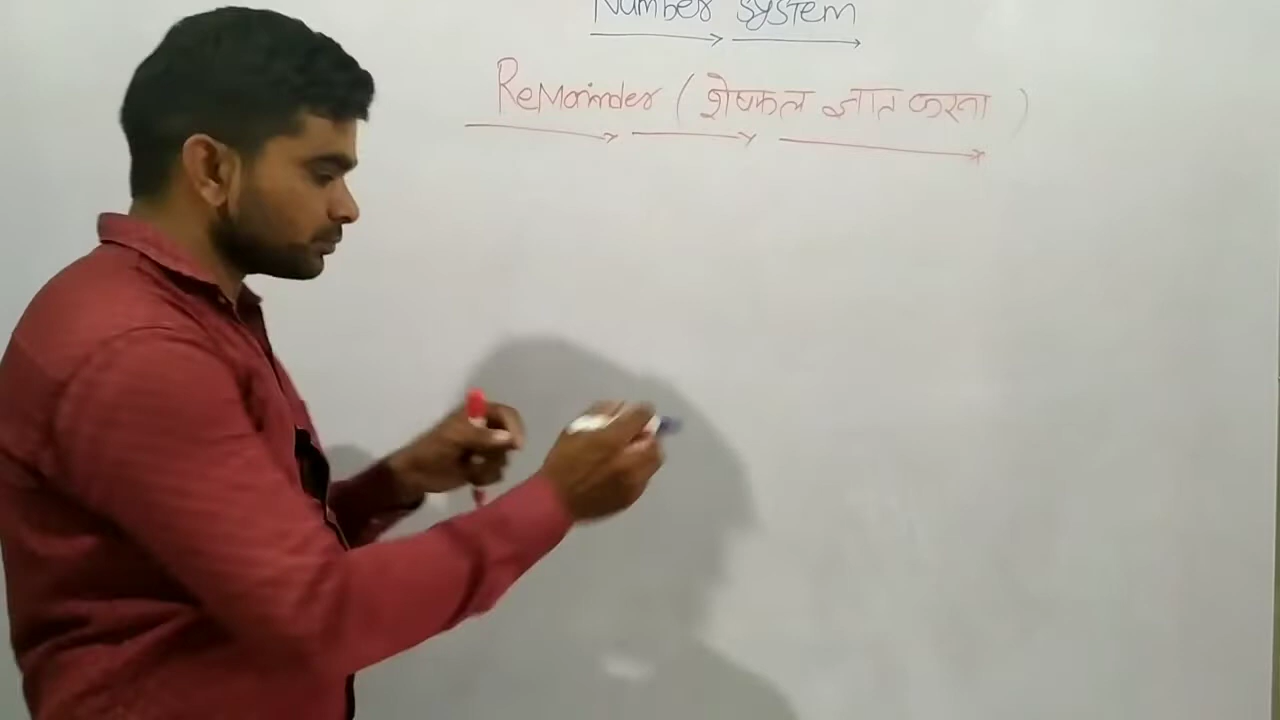 Number System
Remainder ( शेषफल ज्ञात करना )